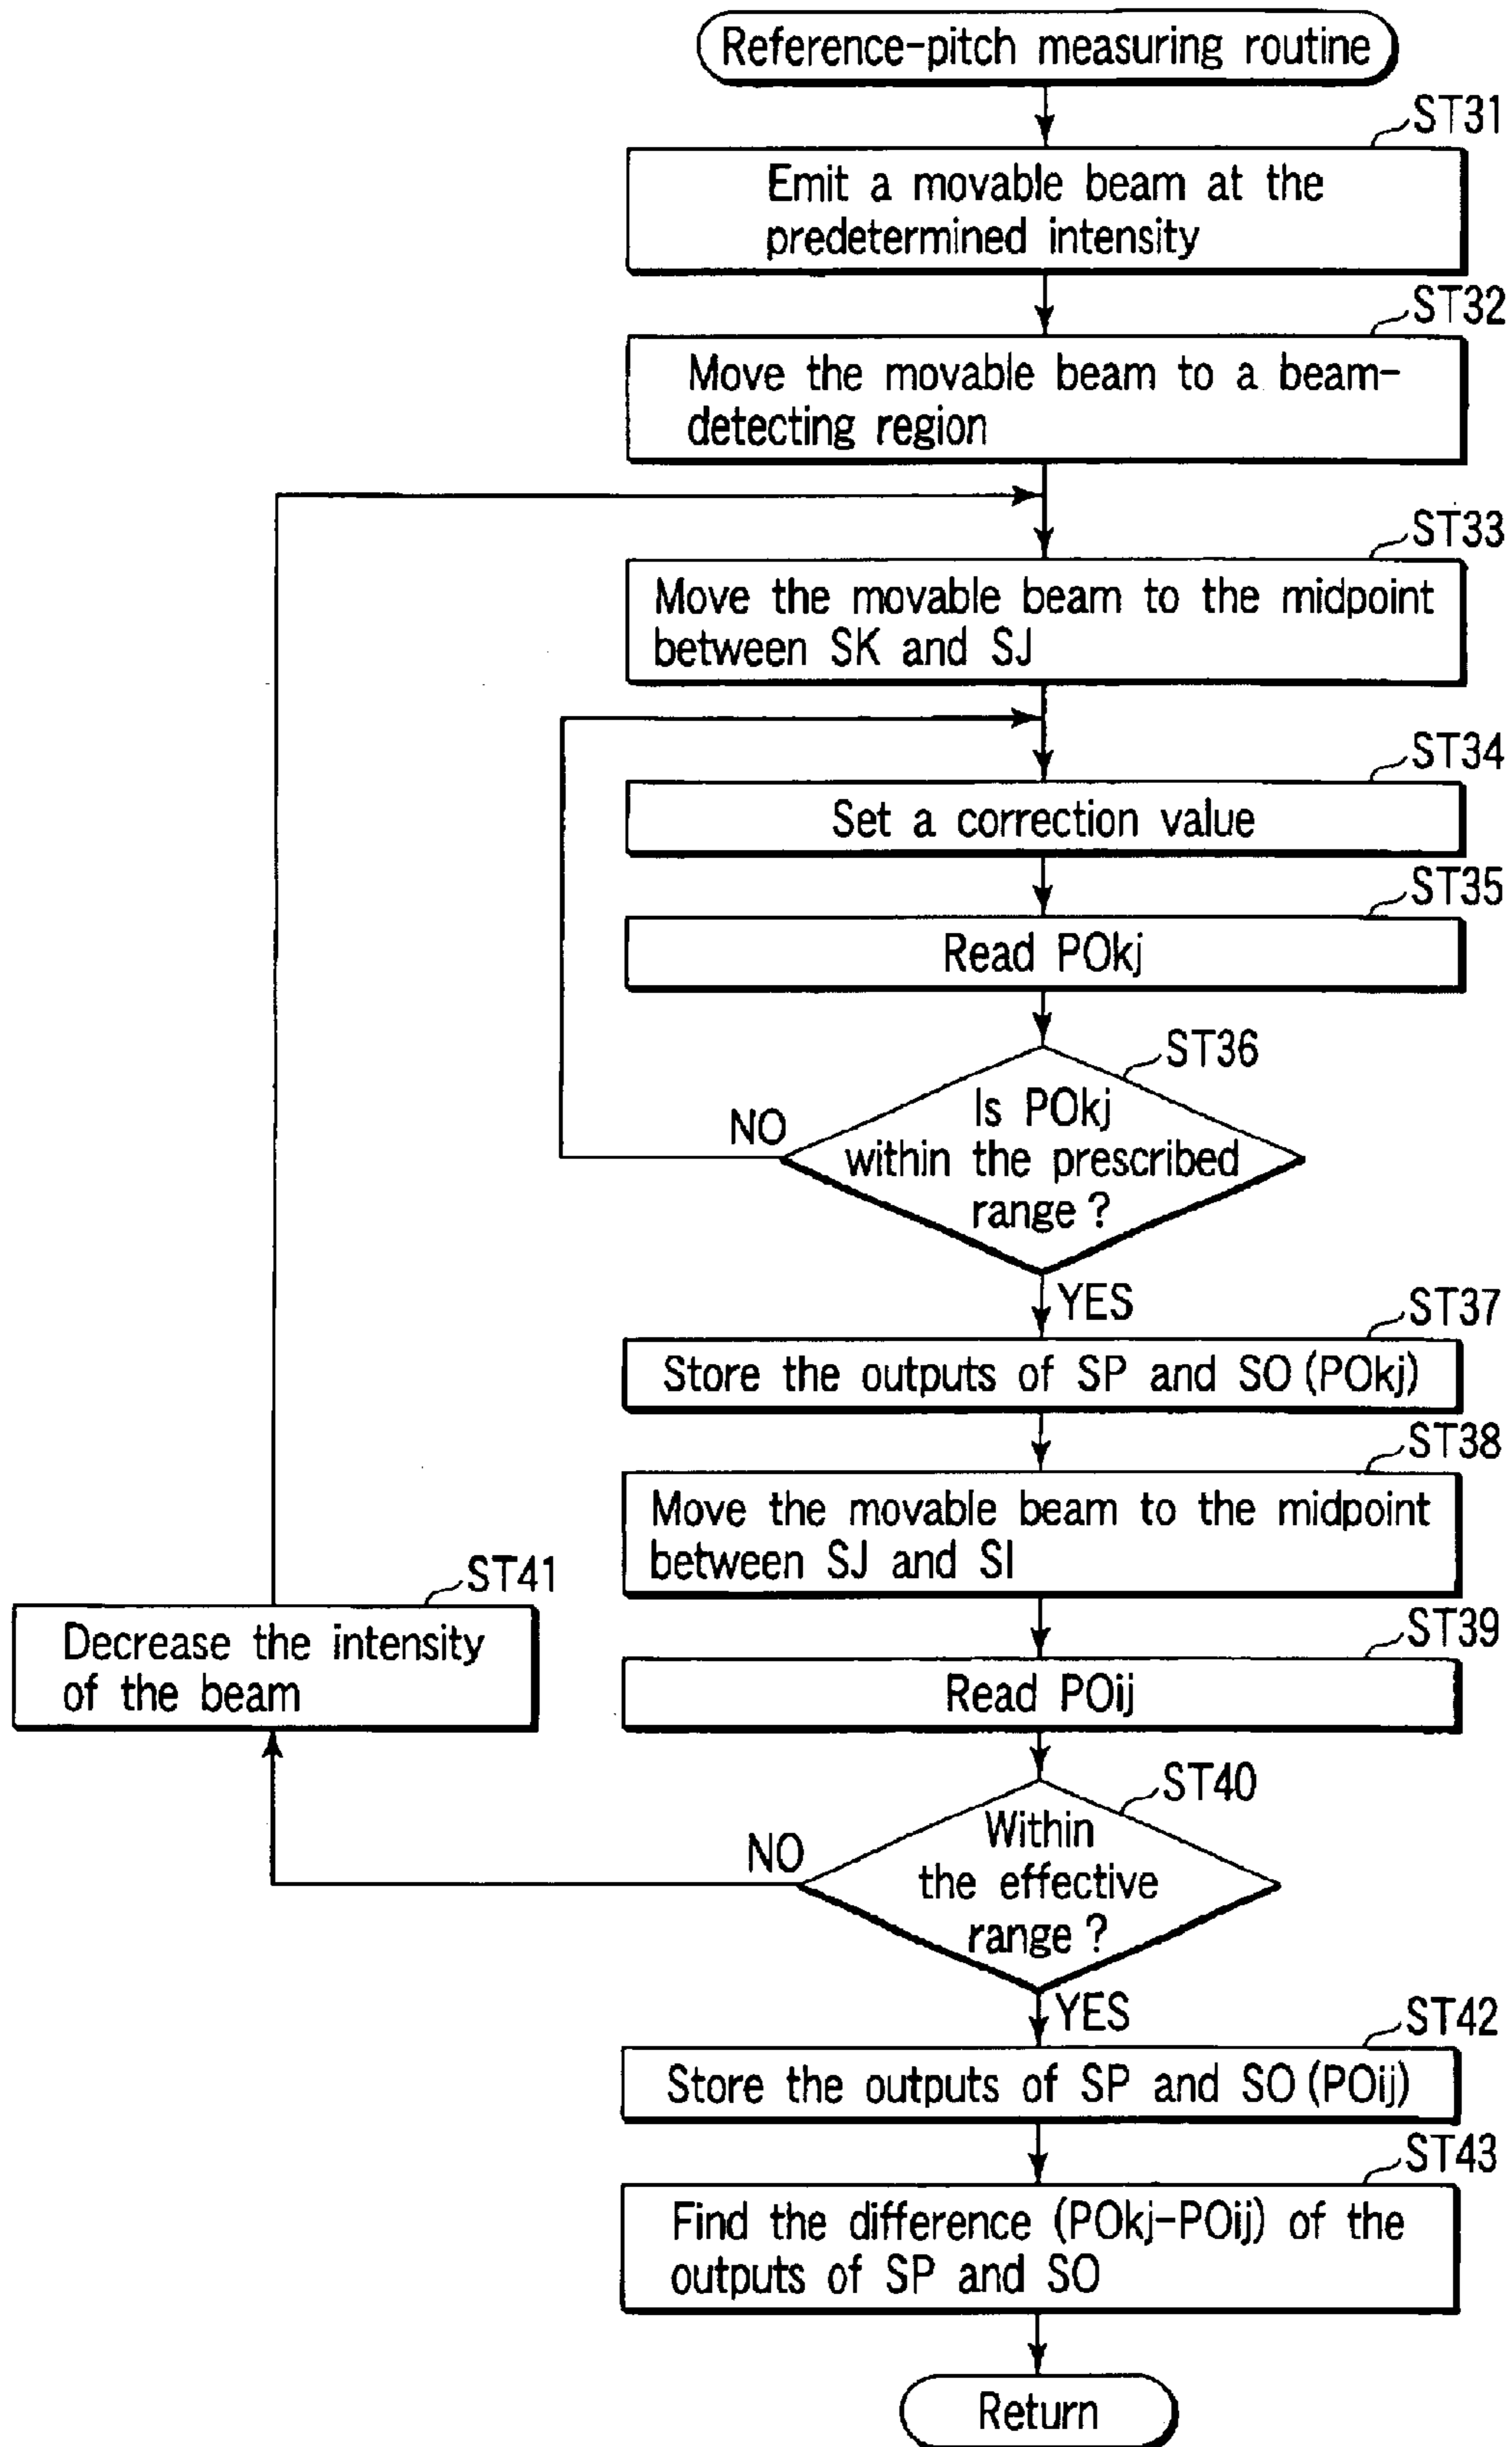 Reference-pitch measuring routine
ST31
Emit a movable beam at the
predetermined intensity
ST32
Move the movable beam to a beam-
detecting region
ST33
Move the movable beam to the midpoint
between SK and SJ
ST34
Set a correction value
ST35
Read POkj
ST36
Is POkj
within the prescribed
range ?
NO
YES
ST37
Store the outputs of SP and SO (POkj)
ST38
Move the movable beam to the midpoint
between SJ and SI
ST41
Decrease the intensity
of the beam
ST39
Read POij
ST40
Within
the effective
range ?
NO
YES
ST42
Store the outputs of SP and SO (POij)
ST43
Find the difference (POkj-POij) of the
outputs of SP and SO
Return